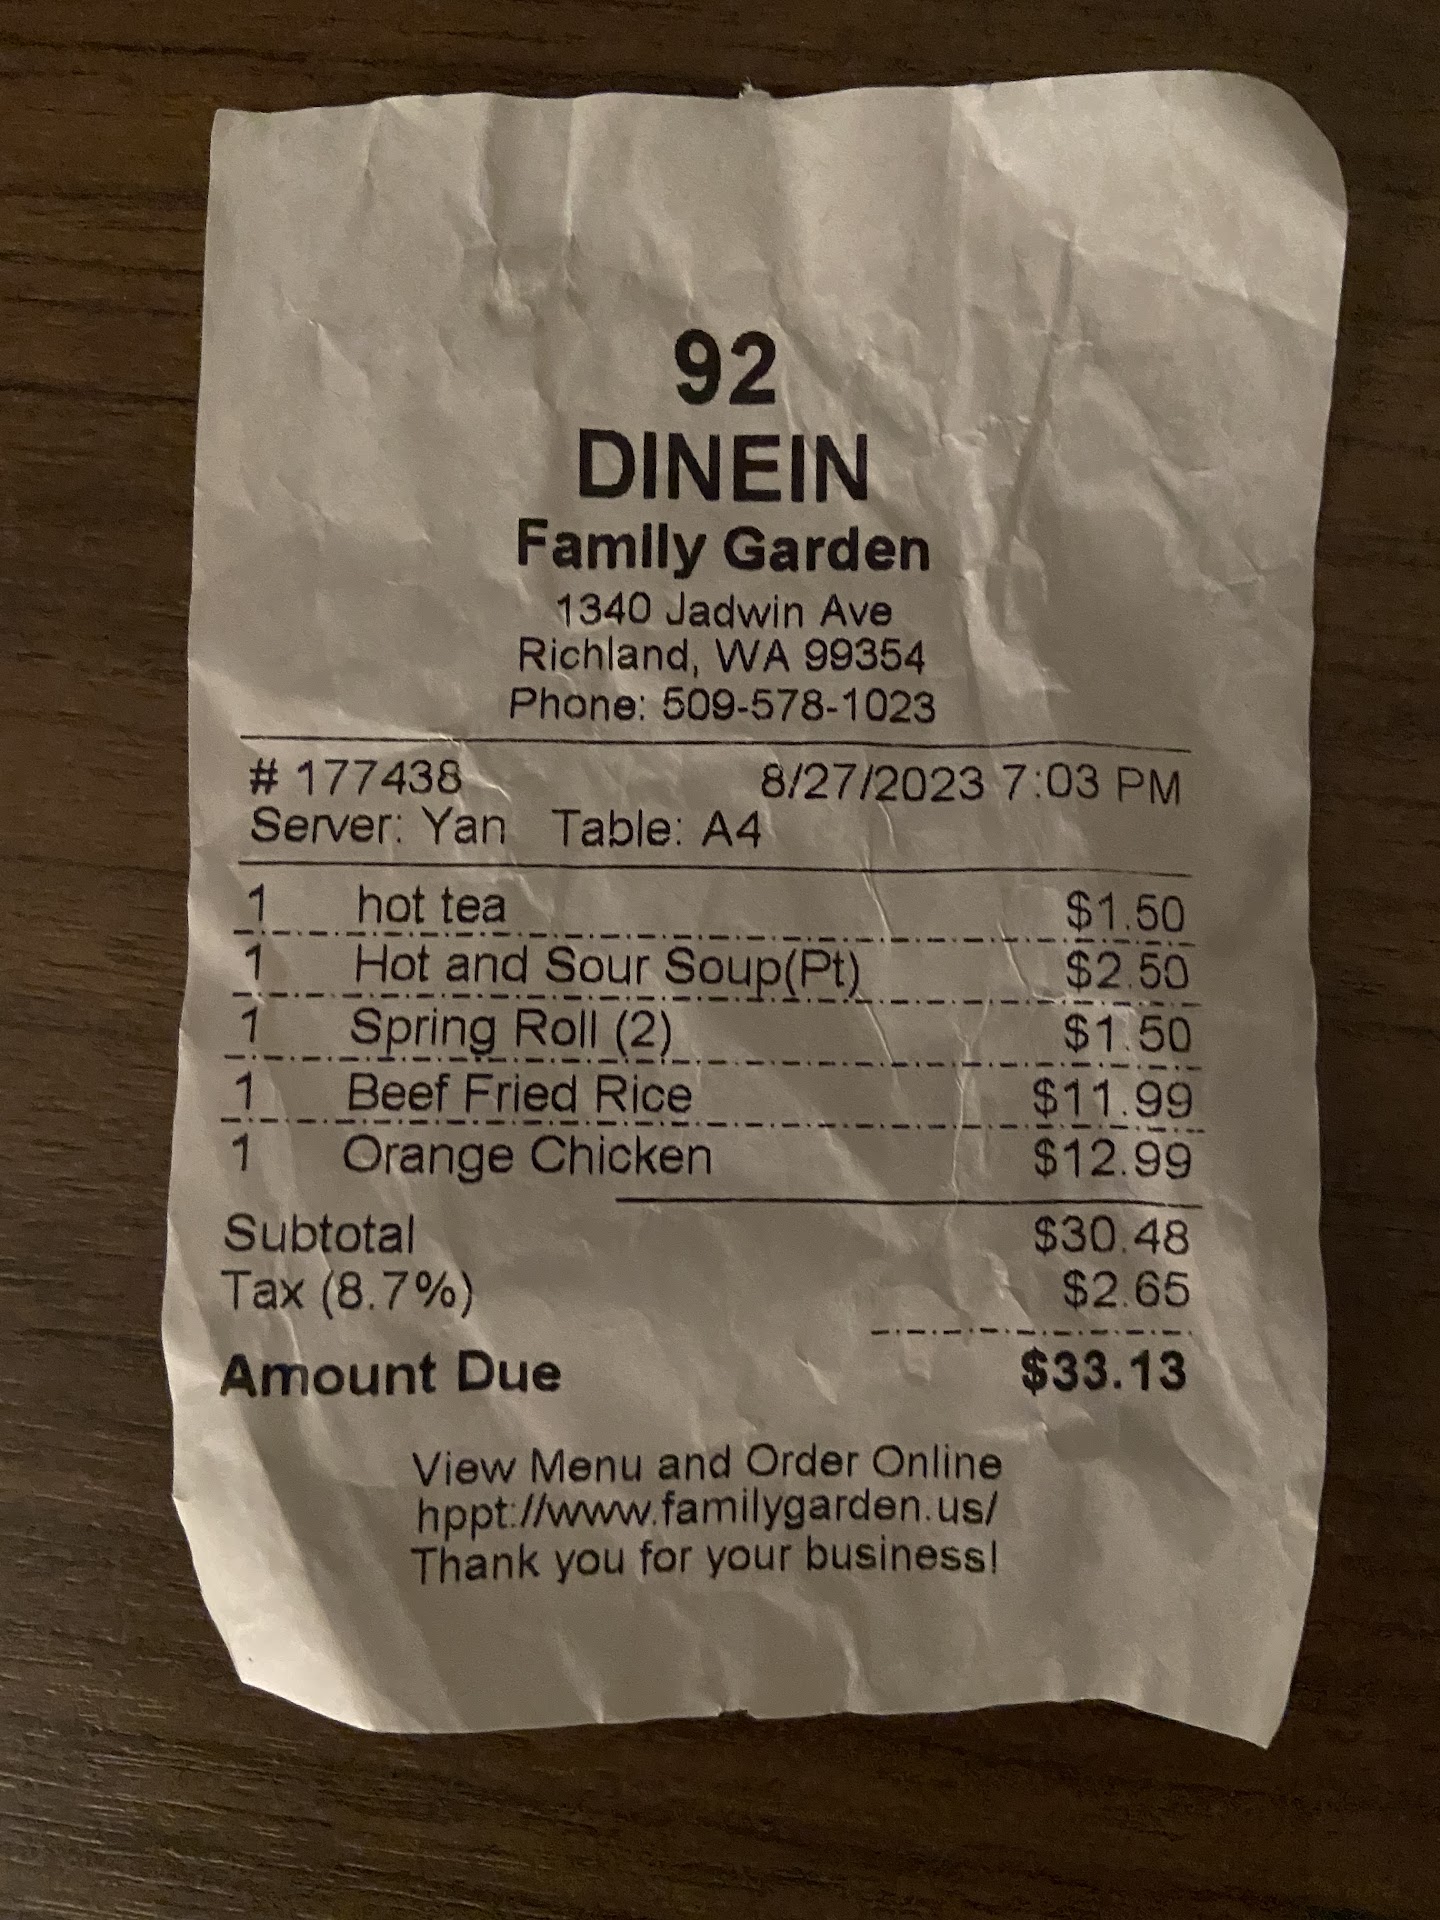 92
DINEIN
Family Garden
1340 Jadwin Ave
Richland, WA 99354
Phone: 509-578-1023
# 177438 8/27/2023 7:03 PM
Server: Yan Table: A4
1 hot tea $1.50
1 Hot and Sour Soup(Pt) $2.50
1 Spring Roll (2) $1.50
1 Beef Fried Rice $11.99
1 Orange Chicken $12.99
Subtotal $30.48
Tax (8.7%) $2.65
Amount Due $33.13
View Menu and Order Online
hppt://www.familygarden.us/
Thank you for your business!